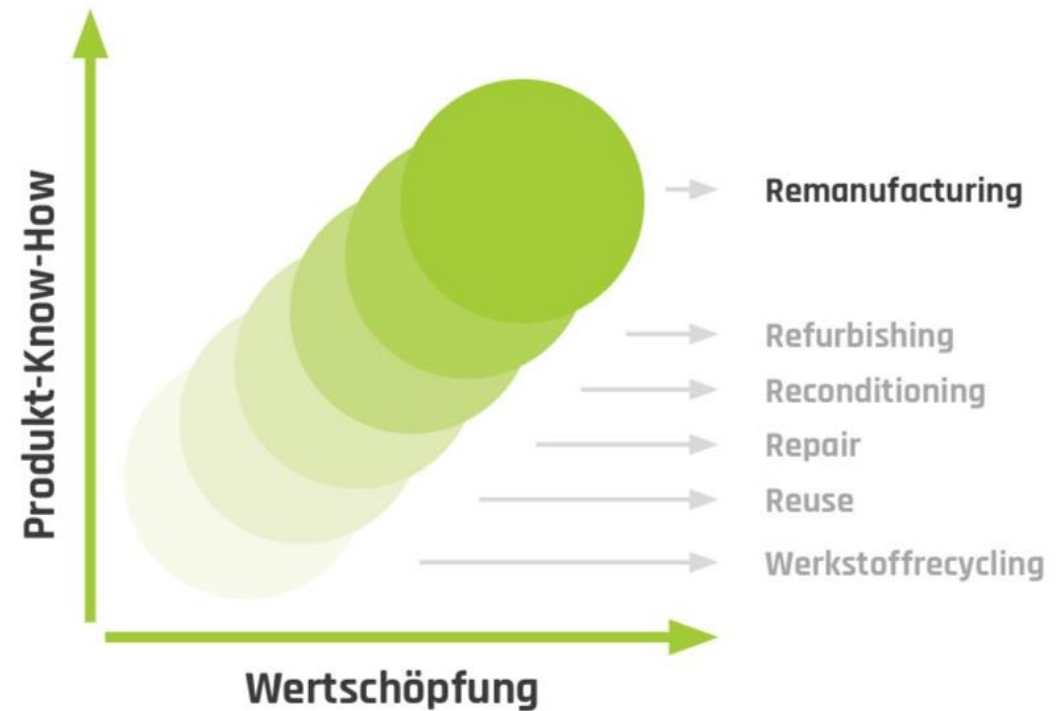 Produkt-Know-How
Remanufacturing
Refurbishing
Reconditioning
Repair
Reuse
Werkstoffrecycling
Wertschöpfung